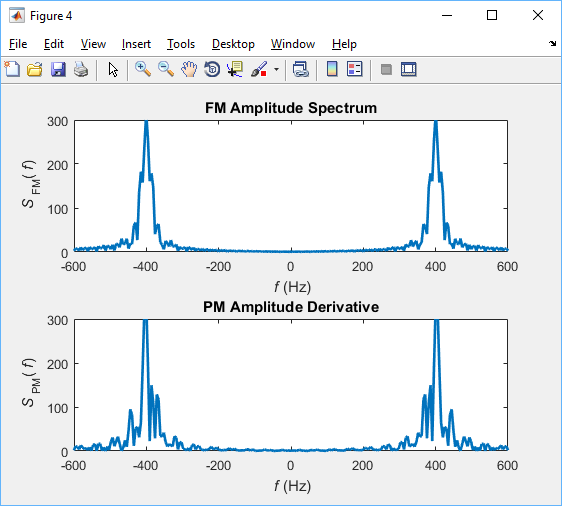 Figure 4
File Edit View Insert Tools Desktop Window Help
FM Amplitude Spectrum
300
200
100
0
S FM( f)
-600 -400 -200 0 200 400 600
f (Hz)
PM Amplitude Derivative
300
200
100
0
S PM( f)
-600 -400 -200 0 200 400 600
f (Hz)